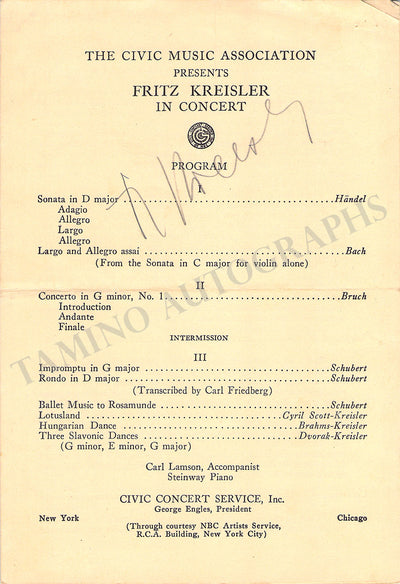 THE CIVIC MUSIC ASSOCIATION
PRESENTS
FRITZ KREISLER
IN CONCERT
F Kreisler
PROGRAM
I
Sonata in D major ........ Händel
Adagio
Allegro
Largo
Allegro
Largo and Allegro assai ........ Bach
(From the Sonata in C major for violin alone)
II
Concerto in G minor, No. 1 ........ Bruch
Introduction
Andante
Finale
INTERMISSION
III
Impromptu in G major ........ Schubert
Rondo in D major ........ Schubert
(Transcribed by Carl Friedberg)
Ballet Music to Rosamunde ........ Schubert
Lotusland ........ Cyril Scott-Kreisler
Hungarian Dance ........ Brahms-Kreisler
Three Slavonic Dances ........ Dvorak-Kreisler
(G minor, E minor, G major)
Carl Lamson, Accompanist
Steinway Piano
CIVIC CONCERT SERVICE, Inc.
George Engles, President
New York Chicago
(Through courtesy NBC Artists Service,
R.C.A. Building, New York City)
TAMINO AUTOGRAPHS